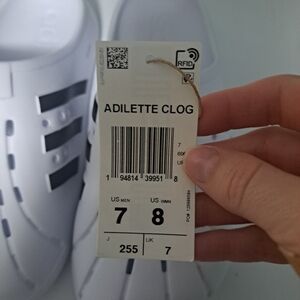 RFID
ADILETTE CLOG
1 94814 39951 8
US MEN
US WMN
7
8
J
UK
255
7